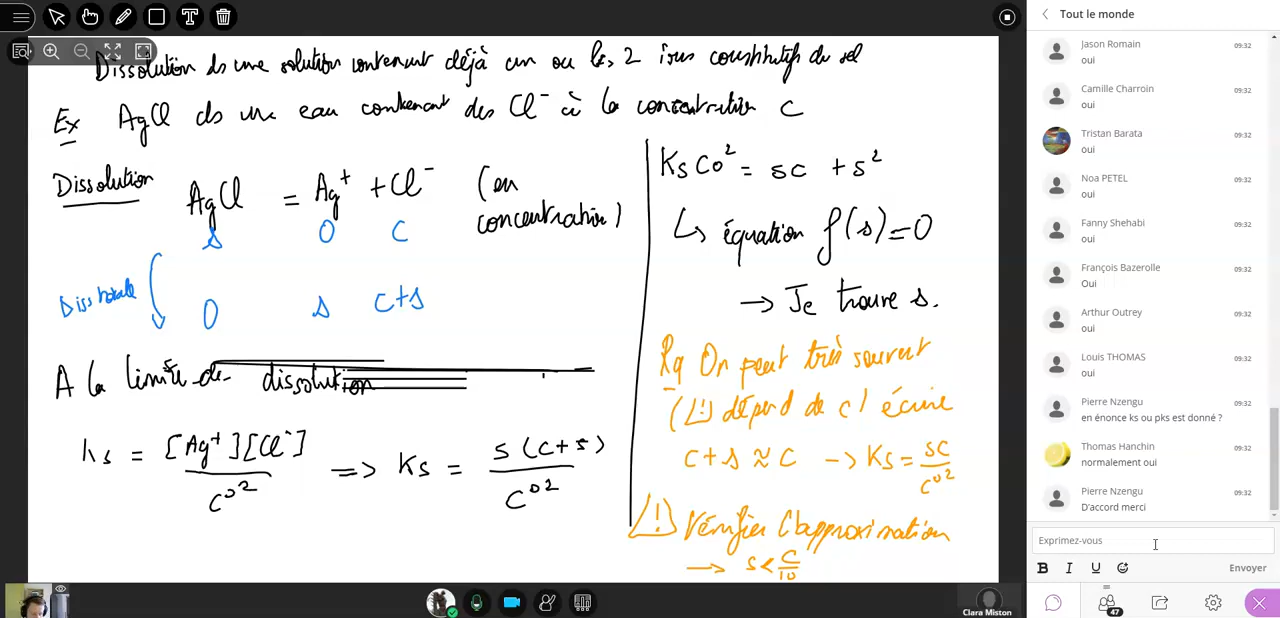 Dissolution ds une solution contenant déjà un ou les 2 ions constitutifs du sel
Ex AgCl ds une eau contenant des Cl⁻ à la concentration C
Dissolution AgCl = Ag⁺ + Cl⁻ (en concentration)
s 0 C
Diss totale
0 s C+s
A la limite de dissolution
Ks = [Ag⁺][Cl⁻] / C°² => Ks = s(C+s) / C°²
Ks Co² = sc + s²
↳ équation f(s)=0
→ Je trouve s.
Rq On peut très souvent
(⚠ dépend de c) écrire
C+s ≈ C → Ks = sC / C°²
⚠ Vérifier l'approximation
→ s < C/10
Clara Miston
Tout le monde
Jason Romain 09:32
oui
Camille Charroin 09:32
oui
Tristan Barata 09:32
oui
Noa PETEL 09:32
oui
Fanny Shehabi 09:32
oui
François Bazerolle 09:32
Oui
Arthur Outrey 09:32
oui
Louis THOMAS 09:32
oui
Pierre Nzengu 09:32
en énonce ks ou pks est donné ?
Thomas Hanchin 09:32
normalement oui
Pierre Nzengu 09:32
D'accord merci
Exprimez-vous
B I U Envoyer
47